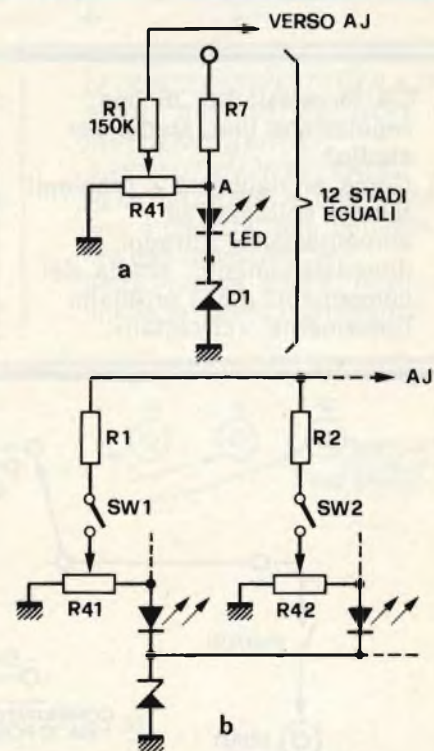 VERSO AJ
R1
150K
R7
R41
A
LED
12 STADI
EGUALI
a
D1
AJ
R1
R2
SW1
SW2
R41
R42
b